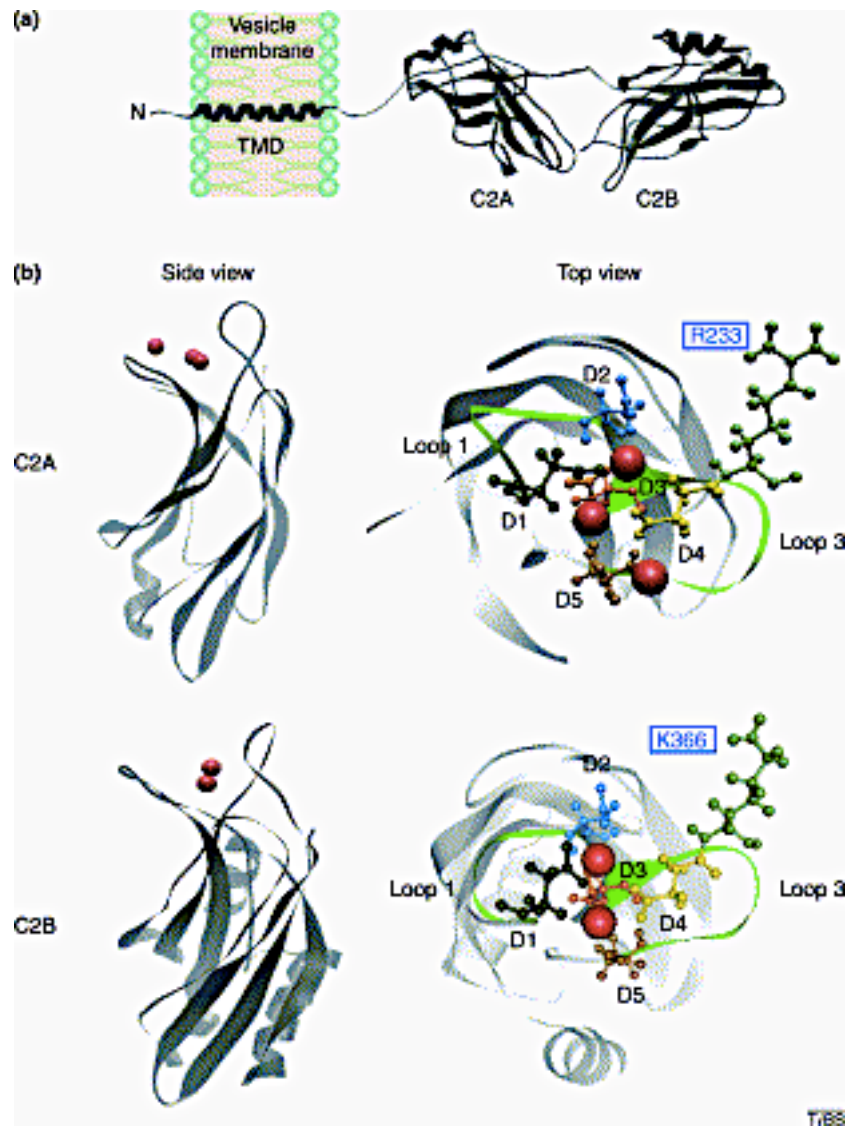 (a)
Vesicle
membrane
N
TMD
C2A
C2B
(b)
Side view
Top view
R233
D2
Loop 1
C2A
D3
D1
D4
Loop 3
D5
K366
D2
D3
Loop 1
Loop 3
C2B
D1
D4
D5
TiBS